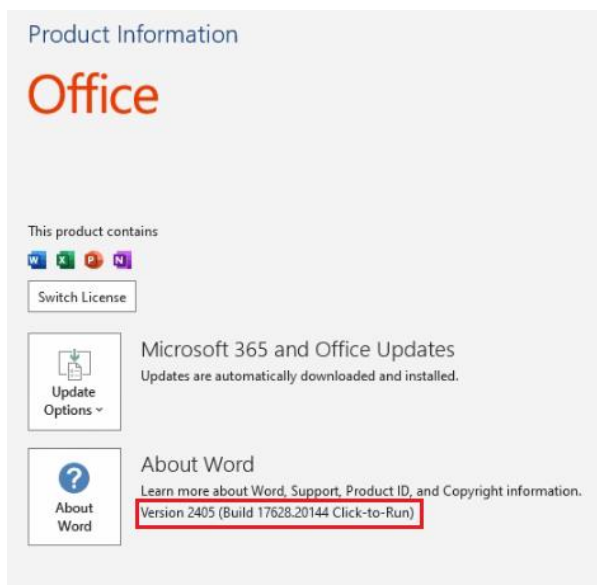 Product Information
Office
This product contains
Switch License
Update
Options
Microsoft 365 and Office Updates
Updates are automatically downloaded and installed.
About
Word
About Word
Learn more about Word, Support, Product ID, and Copyright information.
Version 2405 (Build 17628.20144 Click-to-Run)